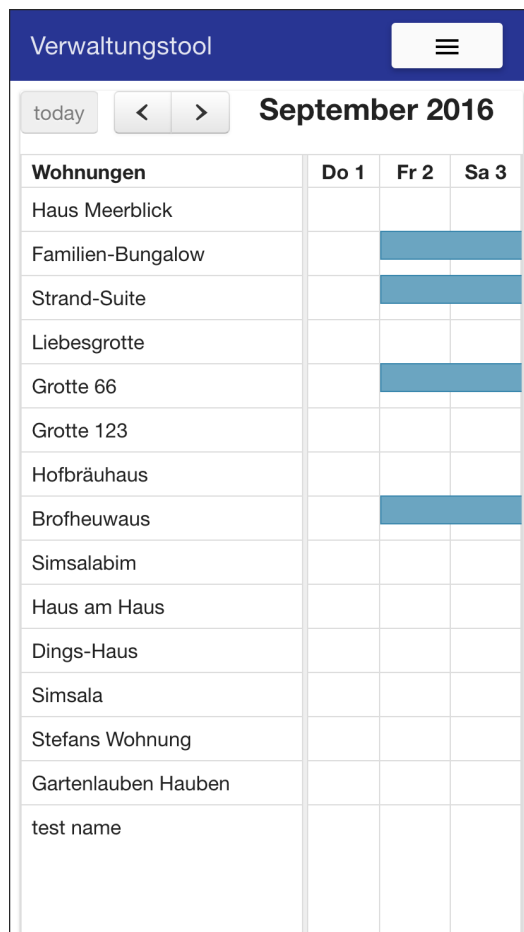 Verwaltungstool
today September 2016
Wohnungen Do 1 Fr 2 Sa 3
Haus Meerblick
Familien-Bungalow
Strand-Suite
Liebesgrotte
Grotte 66
Grotte 123
Hofbräuhaus
Brofheuwaus
Simsalabim
Haus am Haus
Dings-Haus
Simsala
Stefans Wohnung
Gartenlauben Hauben
test name